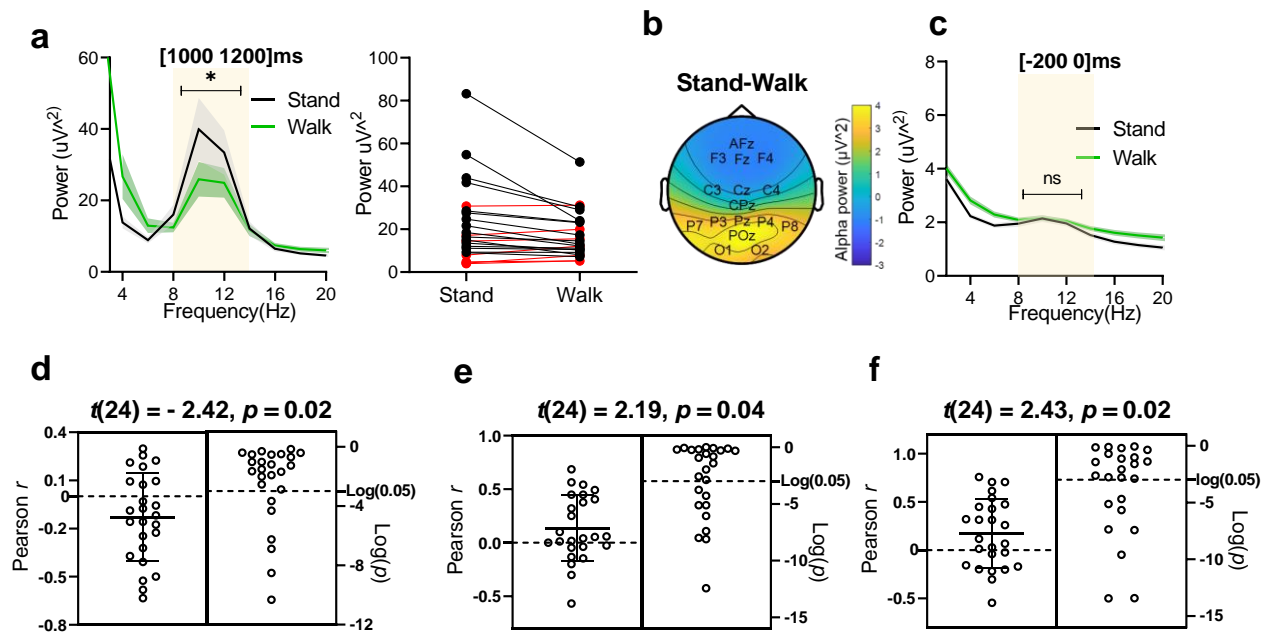 a
[1000 1200]ms
*
Stand
Walk
Power (uV^²)
60
40
20
0
4
8
12
16
20
Frequency(Hz)
Power uV^²)
100
80
60
40
20
0
Stand
Walk
b
Stand-Walk
AFz
F3 Fz F4
C3 Cz C4
CPz
P7 P3 Pz P4 P8
POz
O1 O2
Alpha power (µV^2)
4
3
2
1
0
-1
-2
-3
c
[-200 0]ms
ns
Stand
Walk
Power (uV^²)
8
6
4
2
0
4
8
12
16
20
Frequency(Hz)
d
t(24) = - 2.42, p = 0.02
Pearson r
0.4
0.1
0
-0.2
-0.5
-0.8
0
Log(0.05)
-4
-8
-12
Log(p)
e
t(24) = 2.19, p = 0.04
Pearson r
1.0
0.5
0.0
-0.5
0
Log(0.05)
-5
-10
-15
Log(p)
f
t(24) = 2.43, p = 0.02
Pearson r
1.0
0.5
0
-0.5
0
log(0.05)
-5
-10
-15
Log(p)